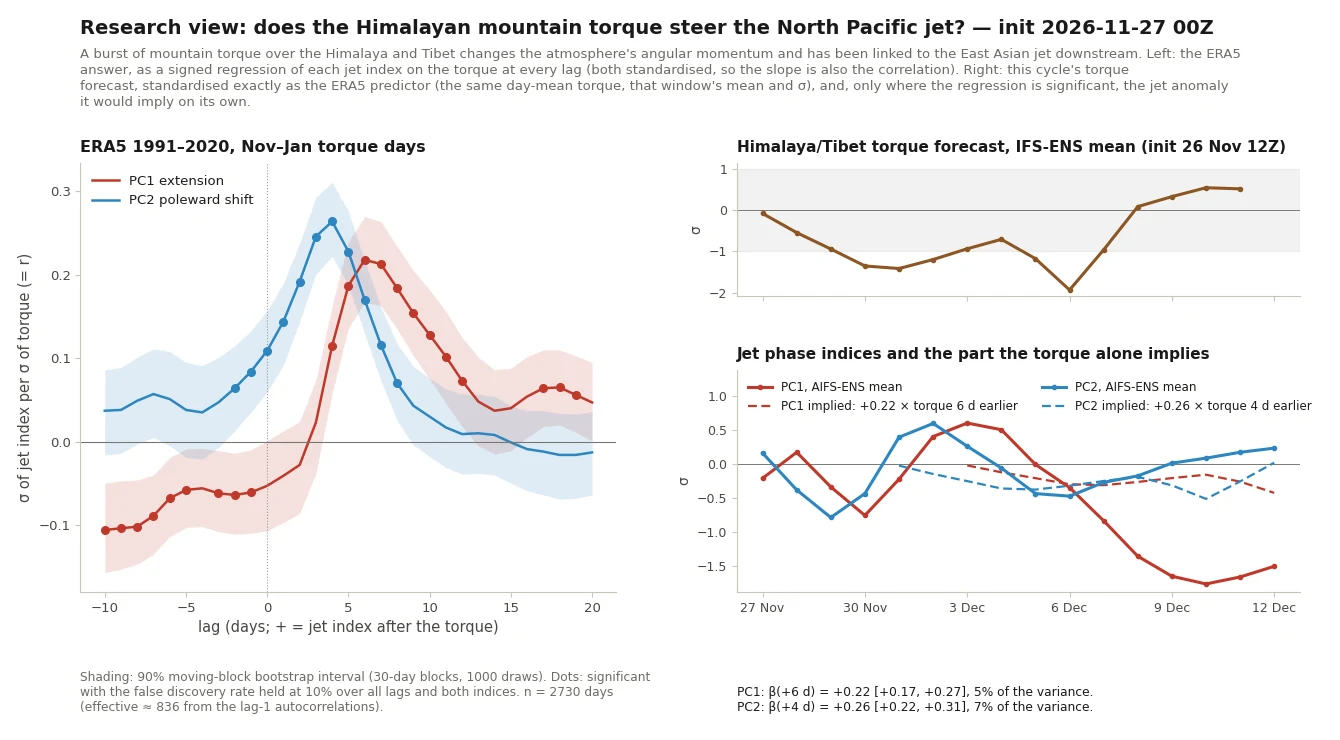 Research view: does the Himalayan mountain torque steer the North Pacific jet? — init 2026-11-27 00Z
A burst of mountain torque over the Himalaya and Tibet changes the atmosphere's angular momentum and has been linked to the East Asian jet downstream. Left: the ERA5
answer, as a signed regression of each jet index on the torque at every lag (both standardised, so the slope is also the correlation). Right: this cycle's torque
forecast, standardised exactly as the ERA5 predictor (the same day-mean torque, that window's mean and σ), and, only where the regression is significant, the jet anomaly
it would imply on its own.
ERA5 1991–2020, Nov–Jan torque days
PC1 extension
PC2 poleward shift
σ of jet index per σ of torque (= r)
0.3
0.2
0.1
0.0
−0.1
−10
−5
0
5
10
15
20
lag (days; + = jet index after the torque)
Shading: 90% moving-block bootstrap interval (30-day blocks, 1000 draws). Dots: significant
with the false discovery rate held at 10% over all lags and both indices. n = 2730 days
(effective ≈ 836 from the lag-1 autocorrelations).
Himalaya/Tibet torque forecast, IFS-ENS mean (init 26 Nov 12Z)
σ
1
0
−1
−2
Jet phase indices and the part the torque alone implies
PC1, AIFS-ENS mean
PC1 implied: +0.22 × torque 6 d earlier
PC2, AIFS-ENS mean
PC2 implied: +0.26 × torque 4 d earlier
σ
1.0
0.5
0.0
−0.5
−1.0
−1.5
27 Nov
30 Nov
3 Dec
6 Dec
9 Dec
12 Dec
PC1: β(+6 d) = +0.22 [+0.17, +0.27], 5% of the variance.
PC2: β(+4 d) = +0.26 [+0.22, +0.31], 7% of the variance.